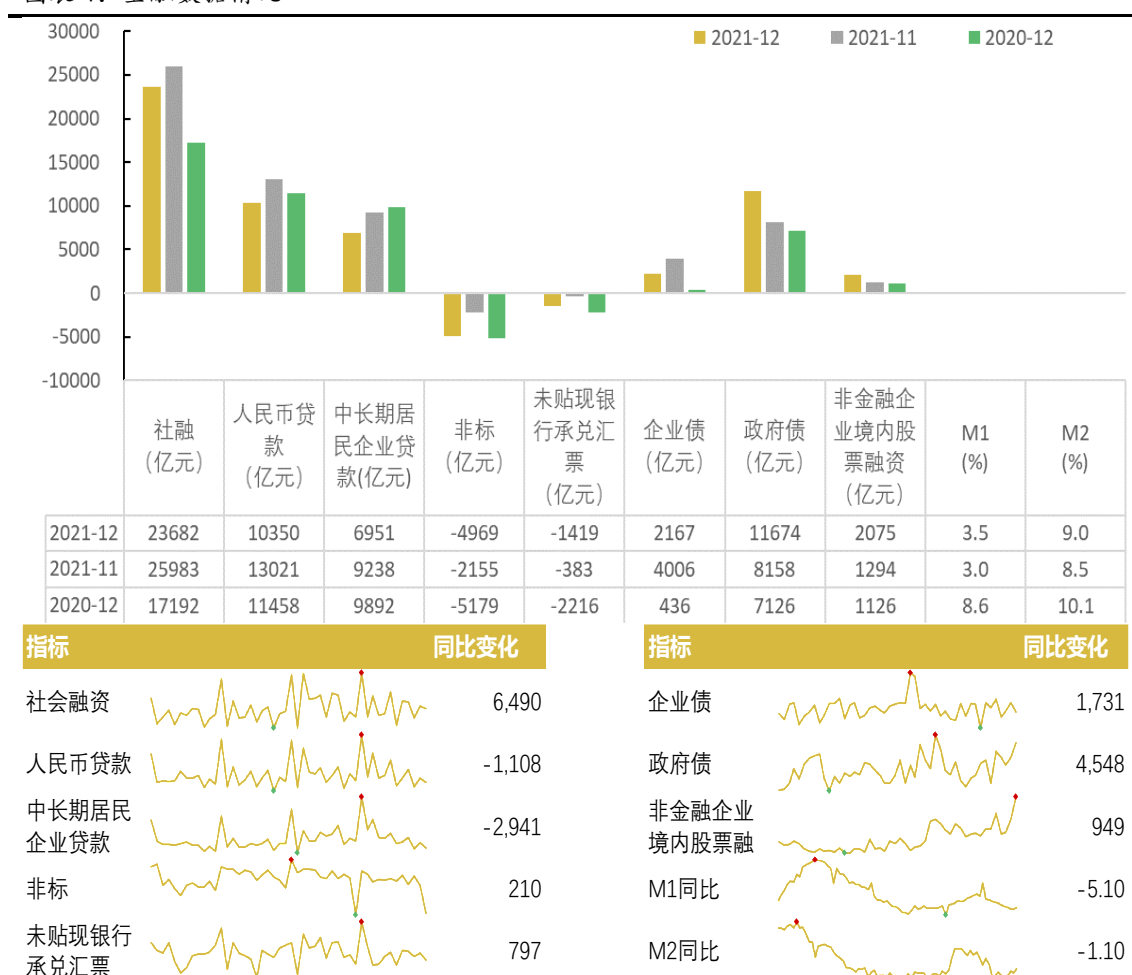 30000
25000
20000
15000
10000
5000
0
-5000
-10000
2021-12 2021-11 2020-12
社融
(亿元)
人民币贷
款
(亿元)
中长期居
民企业贷
款(亿元)
非标
(亿元)
未贴现银
行承兑汇
票
(亿元)
企业债
(亿元)
政府债
(亿元)
非金融企
业境内股
票融资
(亿元)
M1
(%)
M2
(%)
2021-12 23682 10350 6951 -4969 -1419 2167 11674 2075 3.5 9.0
2021-11 25983 13021 9238 -2155 -383 4006 8158 1294 3.0 8.5
2020-12 17192 11458 9892 -5179 -2216 436 7126 1126 8.6 10.1
指标 同比变化
社会融资 6,490
人民币贷款 -1,108
中长期居民
企业贷款 -2,941
非标 210
未贴现银行
承兑汇票 797
指标 同比变化
企业债 1,731
政府债 4,548
非金融企业
境内股票融 949
M1同比 -5.10
M2同比 -1.10